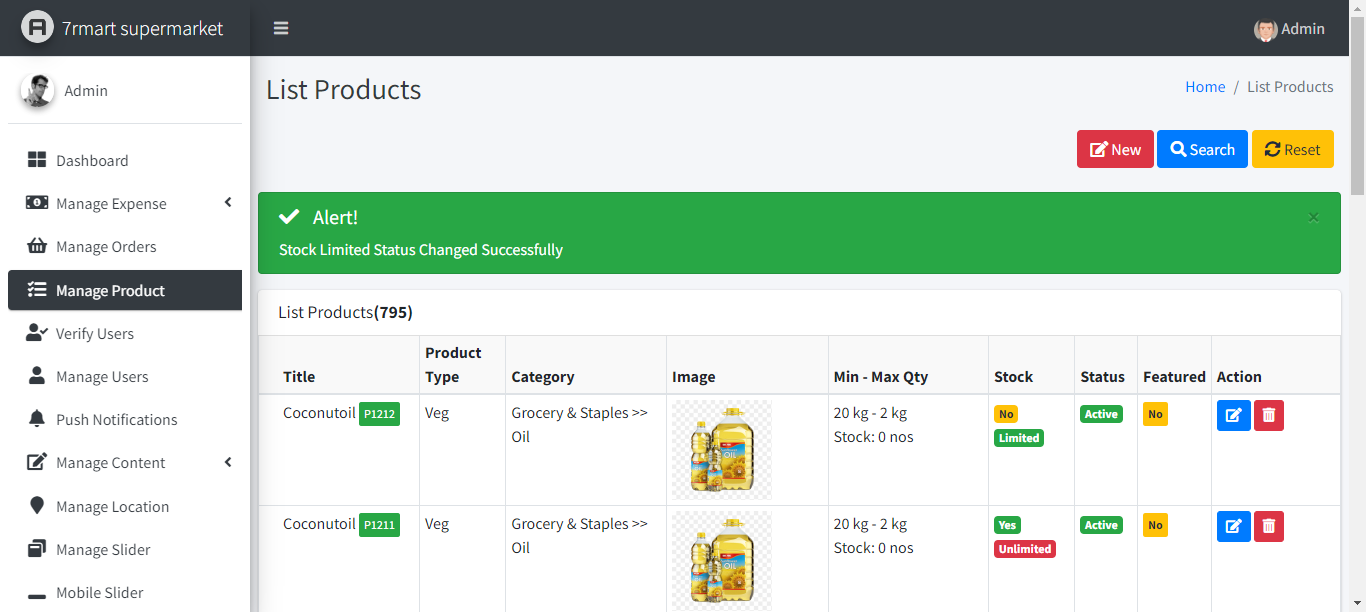 7rmart supermarket
Admin
Admin
Dashboard
Manage Expense
Manage Orders
Manage Product
Verify Users
Manage Users
Push Notifications
Manage Content
Manage Location
Manage Slider
Mobile Slider
List Products
Home / List Products
New Search Reset
Alert!
×
Stock Limited Status Changed Successfully
List Products(795)
Title Product Type Category Image Min - Max Qty Stock Status Featured Action
Coconutoil P1212 Veg Grocery & Staples >> 20 kg - 2 kg No Active No
Oil Stock: 0 nos Limited
Coconutoil P1211 Veg Grocery & Staples >> 20 kg - 2 kg Yes Active No
Oil Stock: 0 nos Unlimited